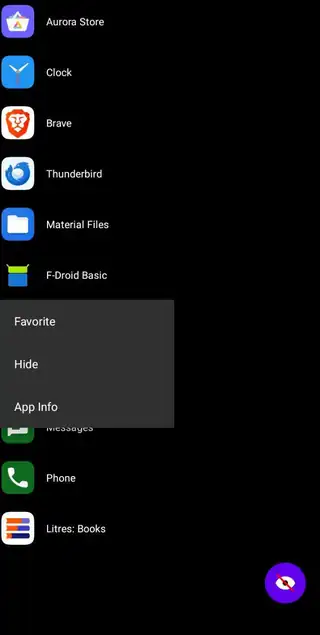 Aurora Store
Clock
Brave
Thunderbird
Material Files
F-Droid Basic
Favorite
Hide
App Info
Messages
Phone
Litres: Books